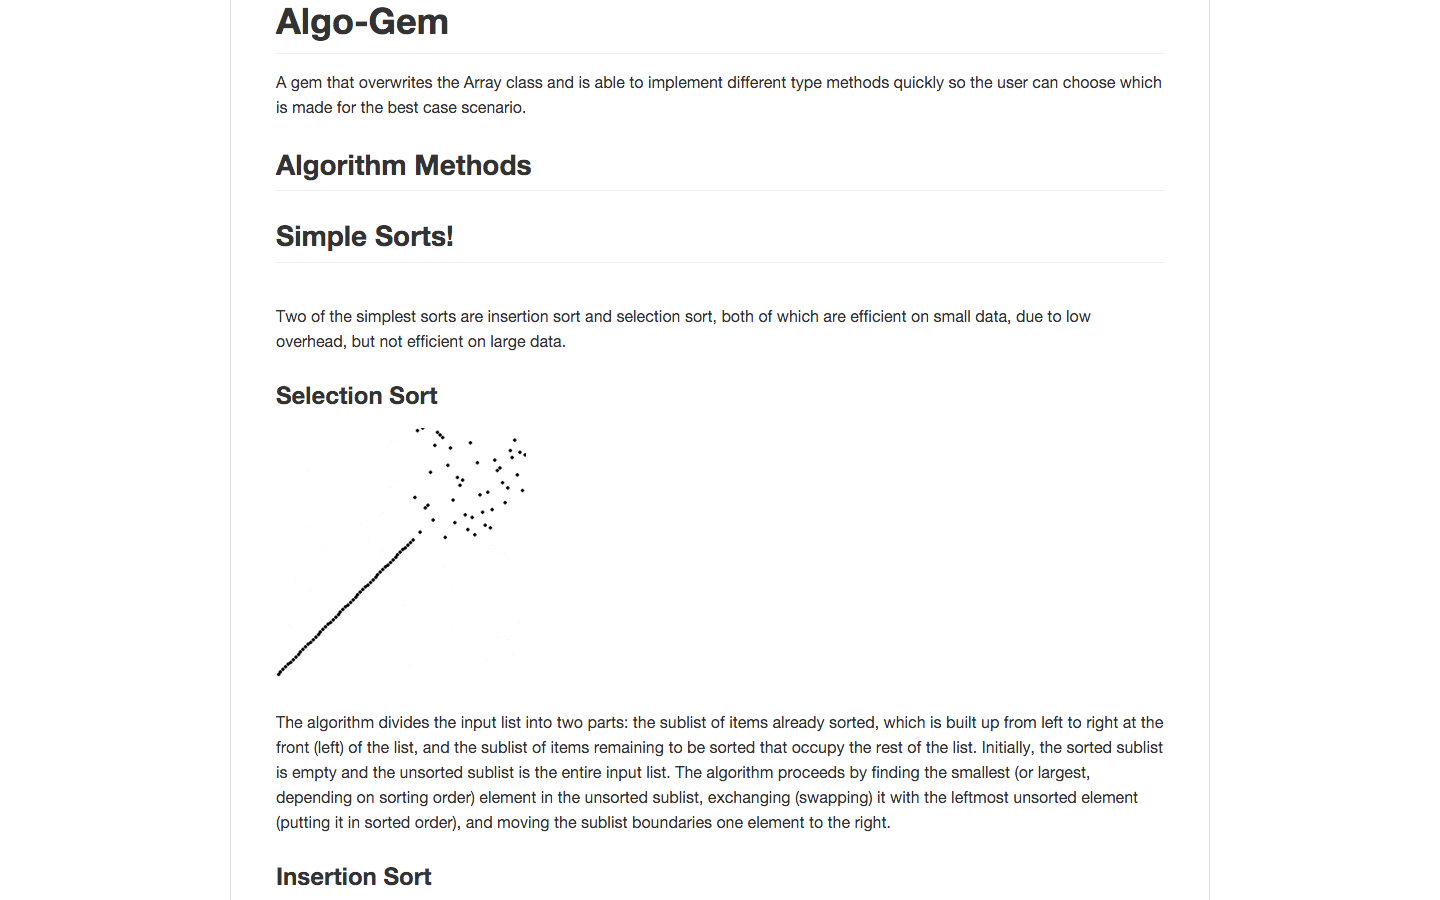 Algo-Gem
A gem that overwrites the Array class and is able to implement different type methods quickly so the user can choose which
is made for the best case scenario.
Algorithm Methods
Simple Sorts!
Two of the simplest sorts are insertion sort and selection sort, both of which are efficient on small data, due to low
overhead, but not efficient on large data.
Selection Sort
The algorithm divides the input list into two parts: the sublist of items already sorted, which is built up from left to right at the
front (left) of the list, and the sublist of items remaining to be sorted that occupy the rest of the list. Initially, the sorted sublist
is empty and the unsorted sublist is the entire input list. The algorithm proceeds by finding the smallest (or largest,
depending on sorting order) element in the unsorted sublist, exchanging (swapping) it with the leftmost unsorted element
(putting it in sorted order), and moving the sublist boundaries one element to the right.
Insertion Sort